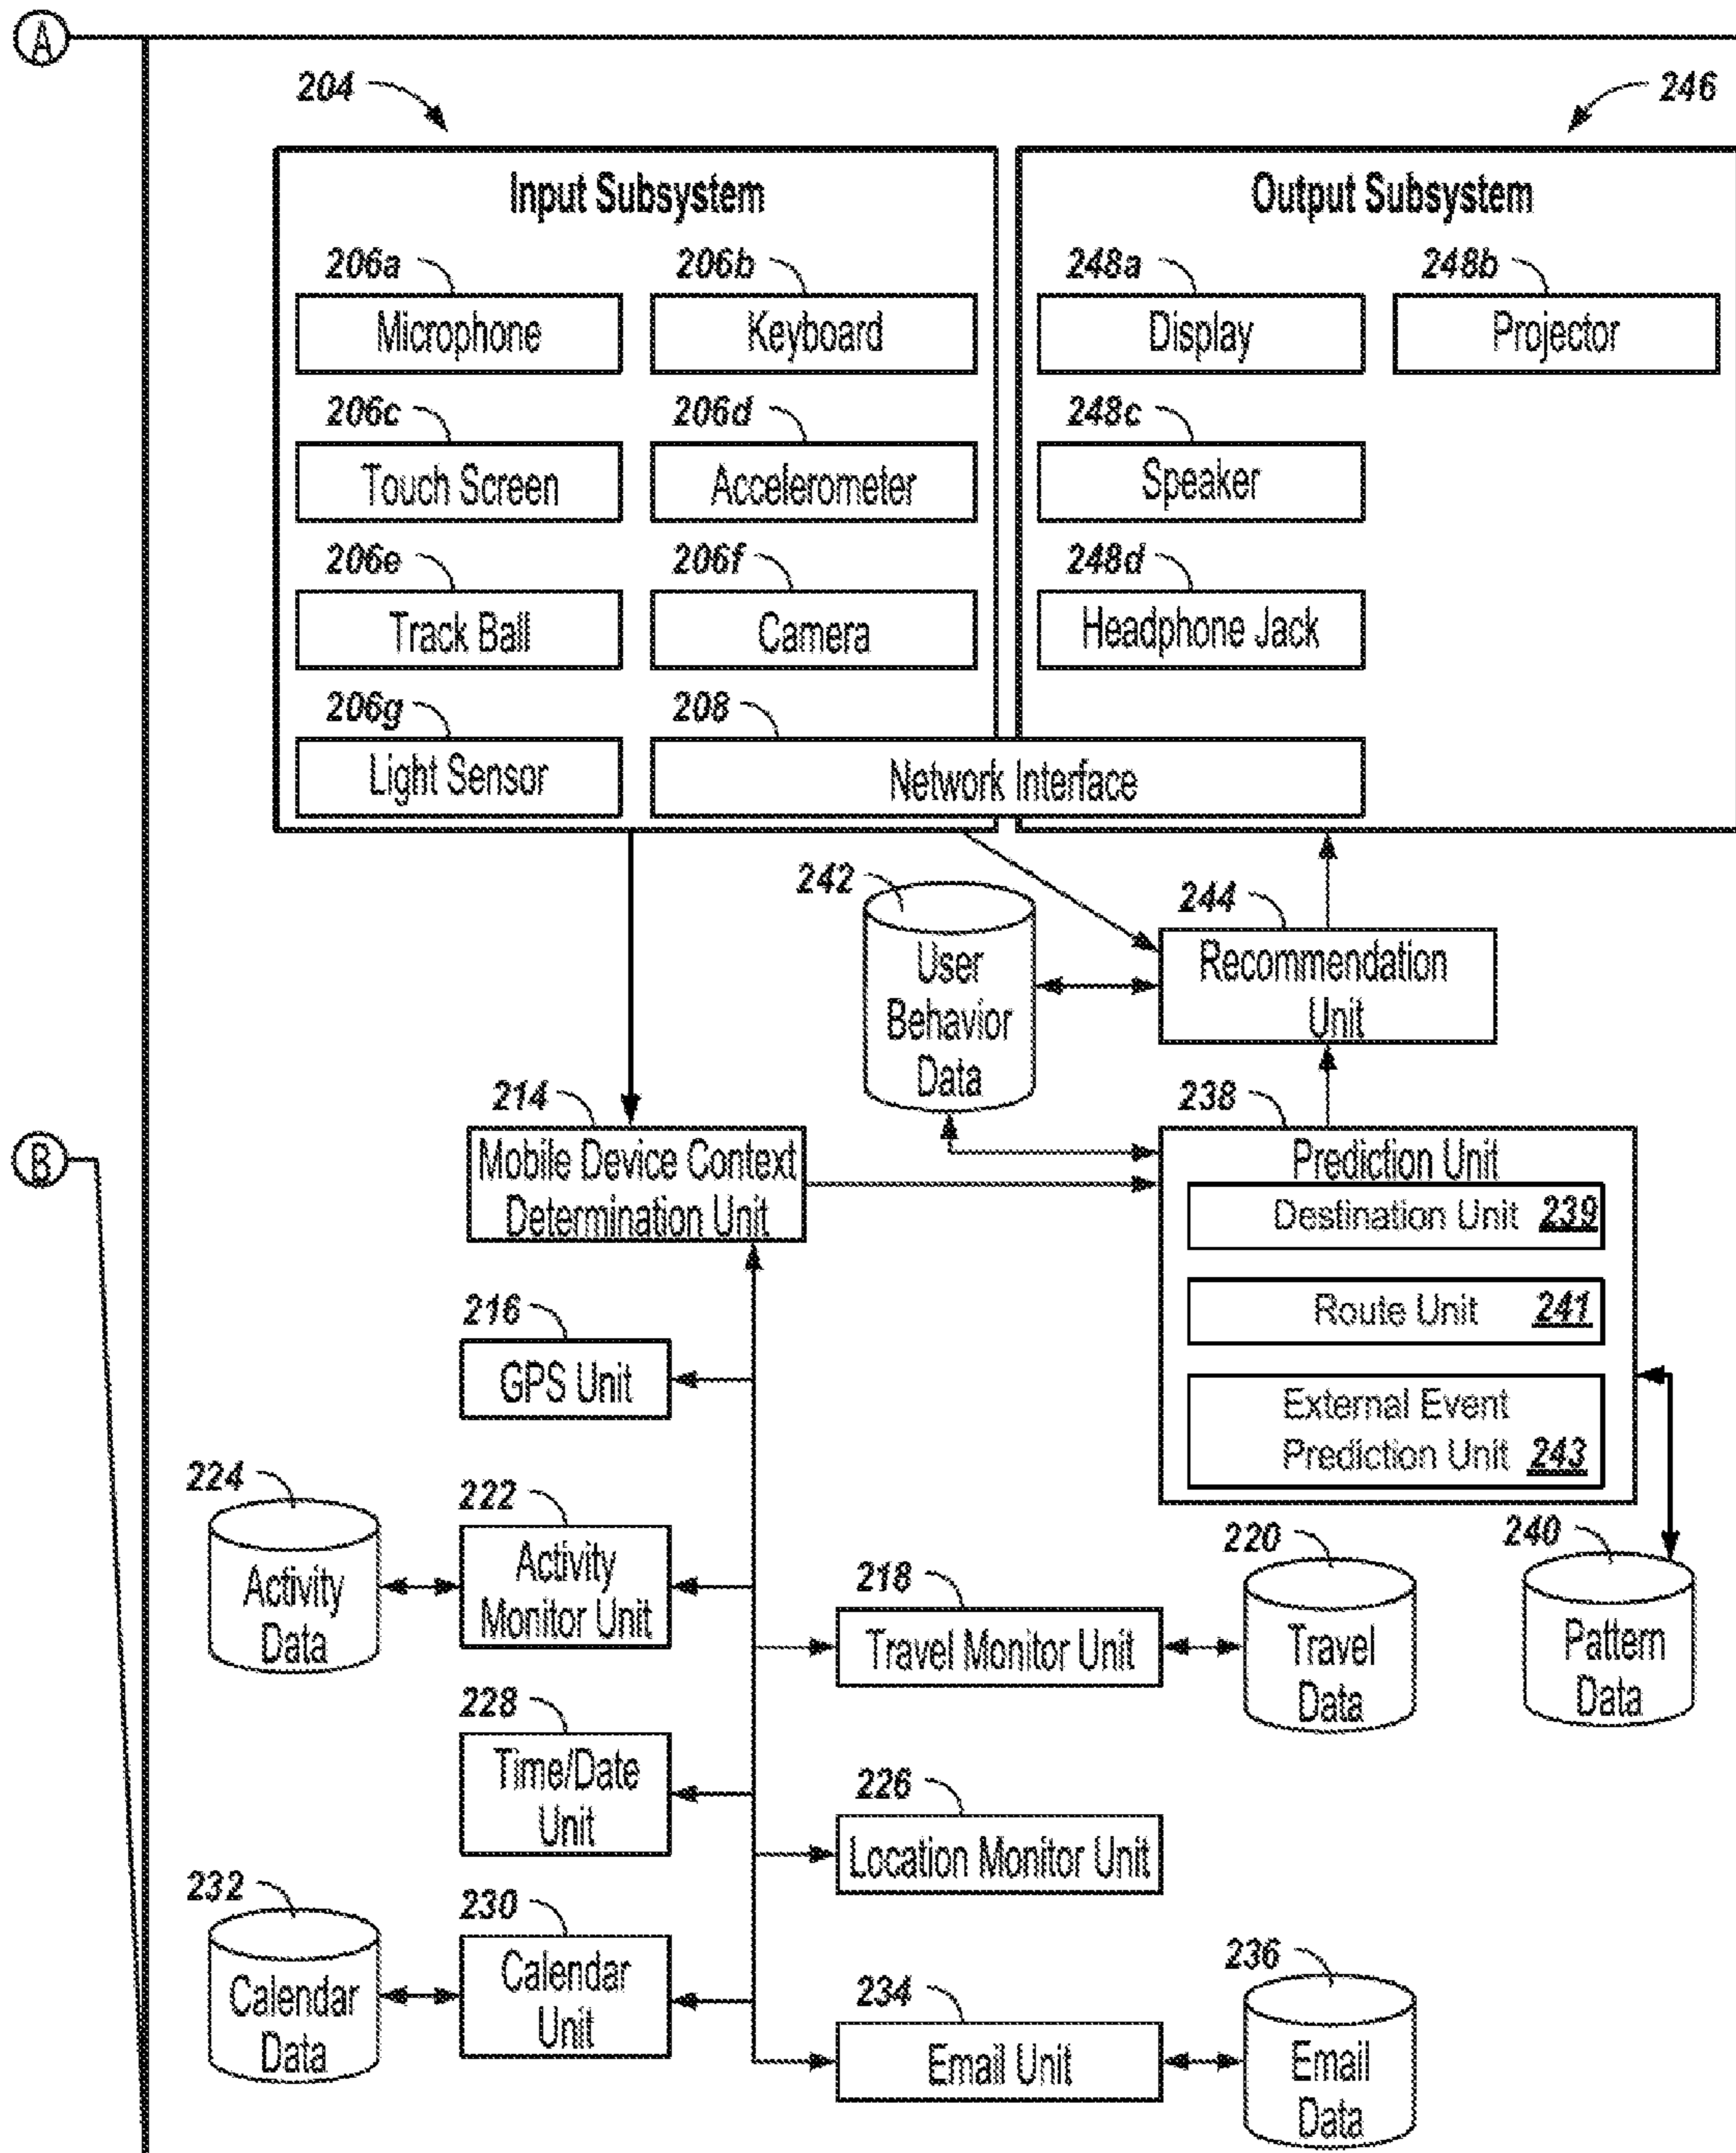 A
204
246
Input Subsystem
Output Subsystem
206a
206b
248a
248b
Microphone
Keyboard
Display
Projector
206c
206d
248c
Touch Screen
Accelerometer
Speaker
206e
206f
248d
Track Ball
Camera
Headphone Jack
206g
208
Light Sensor
Network Interface
242
244
User
Behavior
Data
Recommendation
Unit
214
238
B
Mobile Device Context
Determination Unit
Prediction Unit
Destination Unit 239
Route Unit 241
External Event
Prediction Unit 243
216
GPS Unit
224
222
220
240
Activity
Data
Activity
Monitor Unit
218
Travel Monitor Unit
Travel
Data
Pattern
Data
228
Time/Date
Unit
226
Location Monitor Unit
232
230
Calendar
Data
Calendar
Unit
234
236
Email Unit
Email
Data